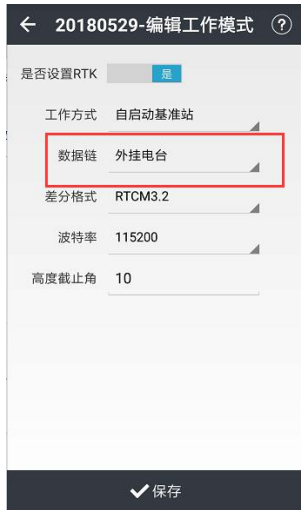 20180529-编辑工作模式 ?
是否设置RTK 是
工作方式 自启动基准站
数据链 外挂电台
差分格式 RTCM3.2
波特率 115200
高度截止角 10
保存